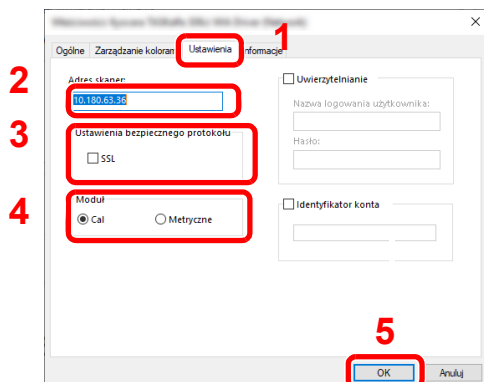 1
Ogólne Zarządzanie koloran Ustawienia nformacje
2
Adres skaner:
10.180.63.36
3
Ustawienia bezpiecznego protokołu
SSL
4
Moduł
Cal Metryczne
Uwierzytelnianie
Nazwa logowania użytkownika:
Hasło:
Identyfikator konta
5
OK Anuluj